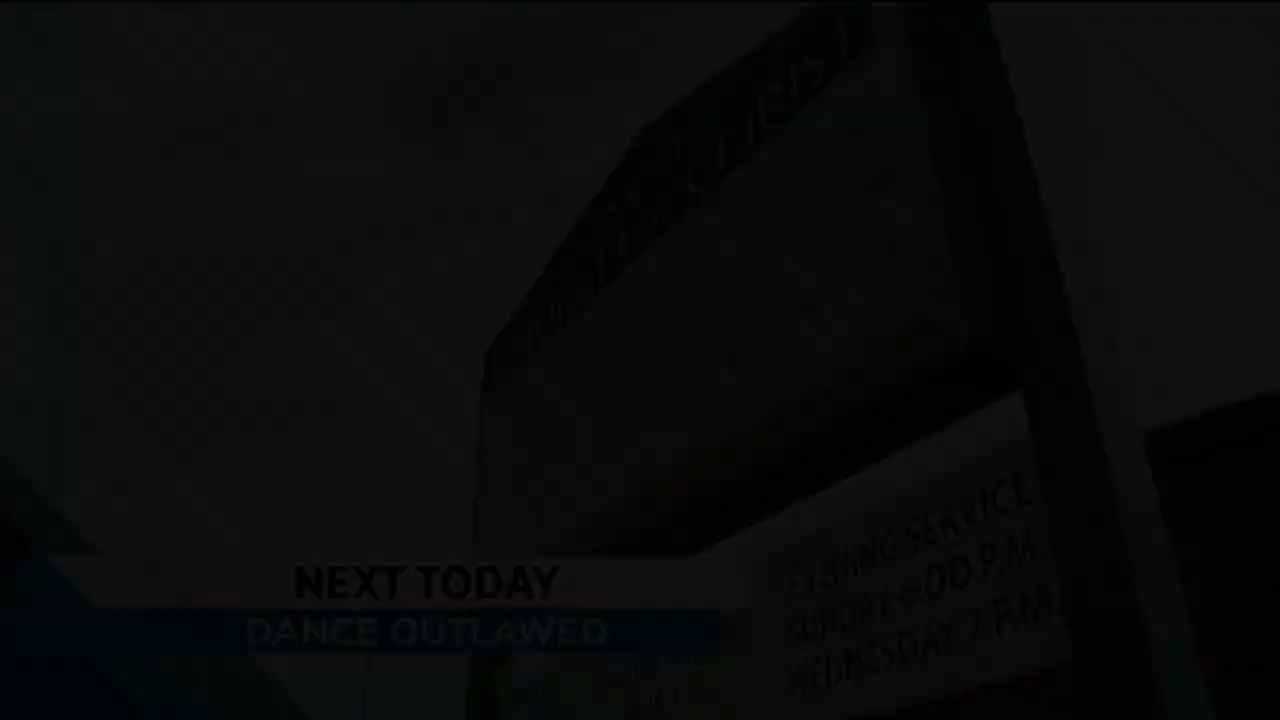 NEXT TODAY
DANCE OUTLAWED
EVENING SERVICE
SUNDAY 6:00 P.M.
WEDNESDAY 7 P.M.